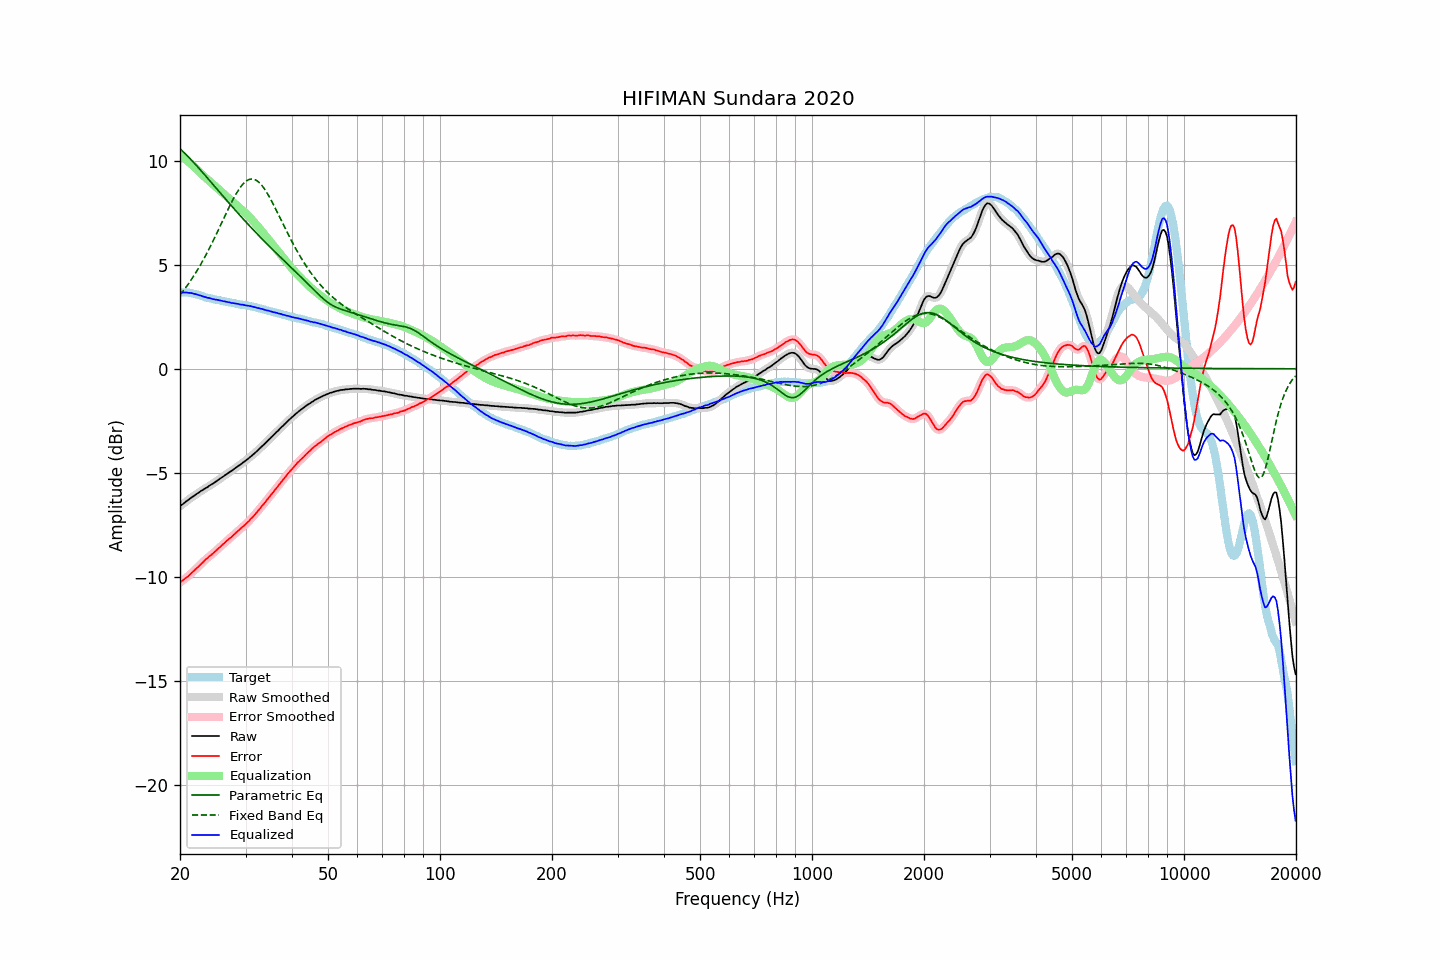 HIFIMAN Sundara 2020
Amplitude (dBr)
10
5
0
−5
−10
−15
−20
Target
Raw Smoothed
Error Smoothed
Raw
Error
Equalization
Parametric Eq
Fixed Band Eq
Equalized
20
50
100
200
500
1000
2000
5000
10000
20000
Frequency (Hz)